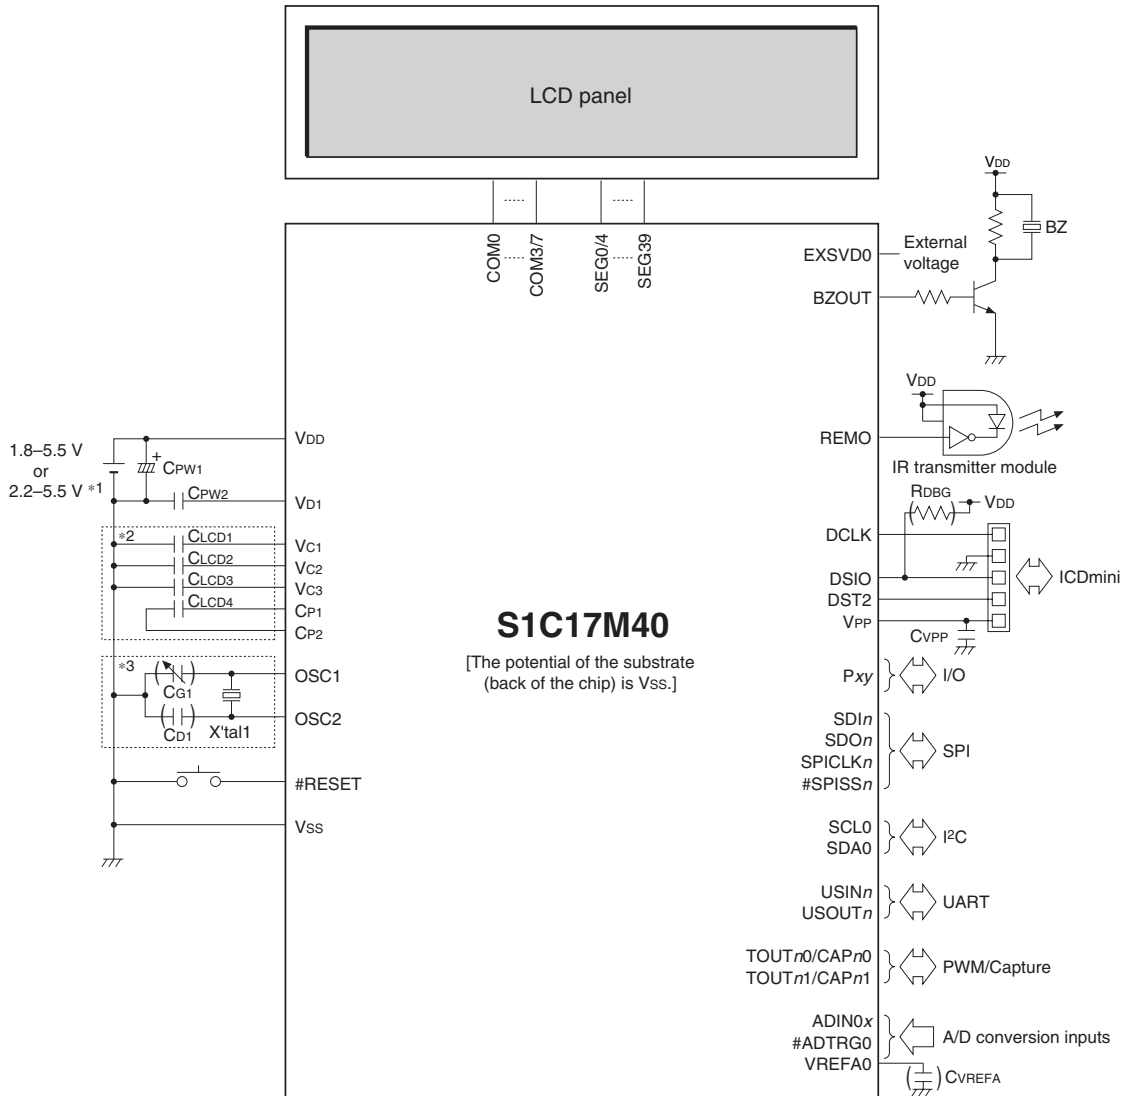 LCD panel
COM0
COM3/7
SEG0/4
SEG39
VDD
BZ
EXSVD0
External
voltage
BZOUT
VDD
REMO
IR transmitter module
1.8–5.5 V
or
2.2–5.5 V *1
+
CPW1
CPW2
VDD
VD1
*2
CLCD1
CLCD2
CLCD3
CLCD4
VC1
VC2
VC3
CP1
CP2
*3
CG1
CD1
X'tal1
OSC1
OSC2
#RESET
VSS
S1C17M40
[The potential of the substrate
(back of the chip) is VSS.]
RDBG
VDD
DCLK
DSIO
DST2
VPP
CVPP
ICDmini
Pxy
I/O
SDIn
SDOn
SPICLKn
#SPISSn
SPI
SCL0
SDA0
I²C
USINn
USOUTn
UART
TOUTn0/CAPn0
TOUTn1/CAPn1
PWM/Capture
ADIN0x
#ADTRG0
VREFA0
A/D conversion inputs
CVREFA